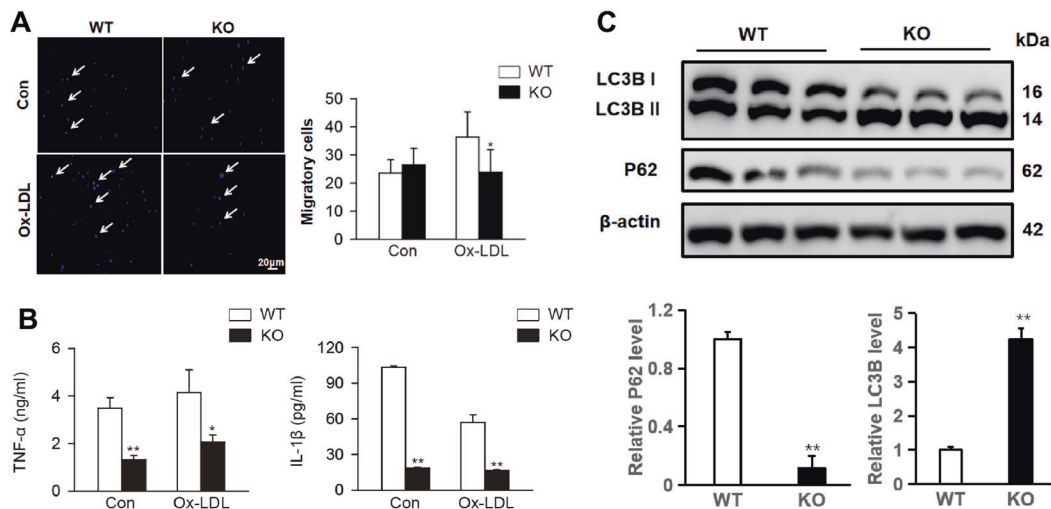 A
WT
KO
Con
Ox-LDL
20μm
WT
KO
Migratory cells
50
40
30
20
10
0
*
Con
Ox-LDL
B
WT
KO
TNF-α (ng/ml)
6
4
2
0
**
*
Con
Ox-LDL
WT
KO
IL-1β (pg/ml)
120
90
60
30
0
**
**
Con
Ox-LDL
C
WT
KO
kDa
LC3B I
16
LC3B II
14
P62
62
β-actin
42
Relative P62 level
1.2
0.8
0.4
0
**
WT
KO
Relative LC3B level
5
4
3
2
1
0
**
WT
KO